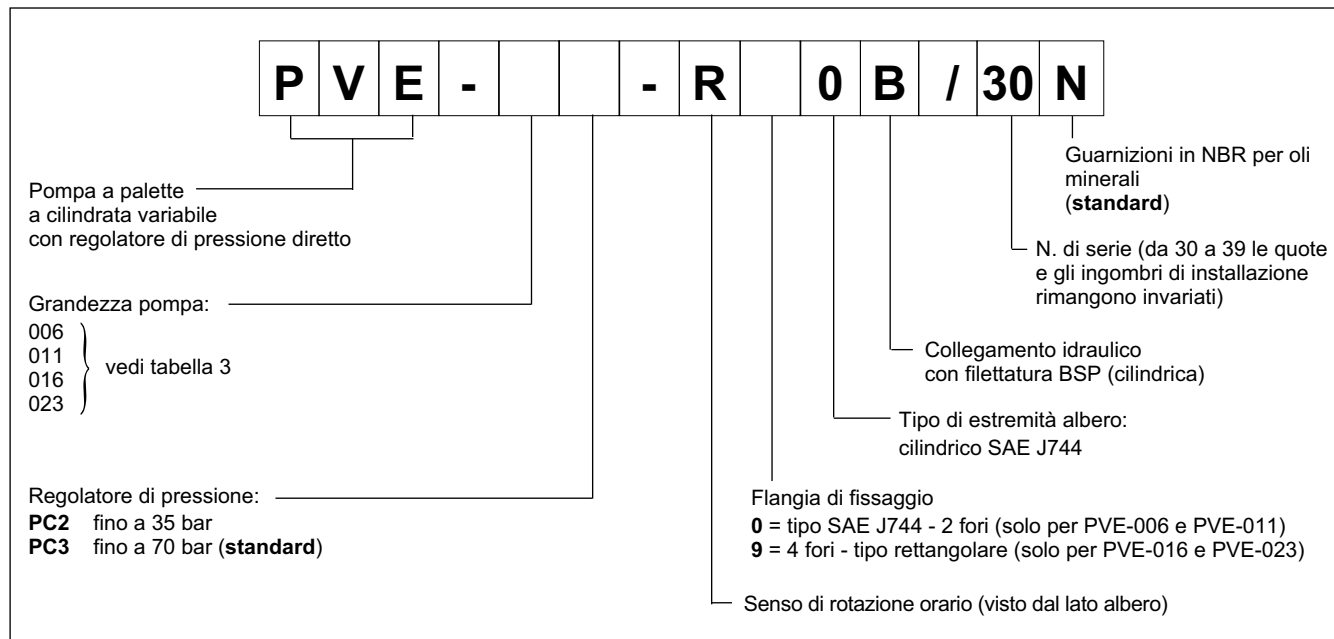 PVE- -R 0B/30N
Pompa a palette
a cilindrata variabile
con regolatore di pressione diretto
Grandezza pompa:
006
011
016
023
vedi tabella 3
Regolatore di pressione:
PC2 fino a 35 bar
PC3 fino a 70 bar (standard)
Guarnizioni in NBR per oli
minerali
(standard)
N. di serie (da 30 a 39 le quote
e gli ingombri di installazione
rimangono invariati)
Collegamento idraulico
con filettatura BSP (cilindrica)
Tipo di estremità albero:
cilindrico SAE J744
Flangia di fissaggio
0 = tipo SAE J744 - 2 fori (solo per PVE-006 e PVE-011)
9 = 4 fori - tipo rettangolare (solo per PVE-016 e PVE-023)
Senso di rotazione orario (visto dal lato albero)